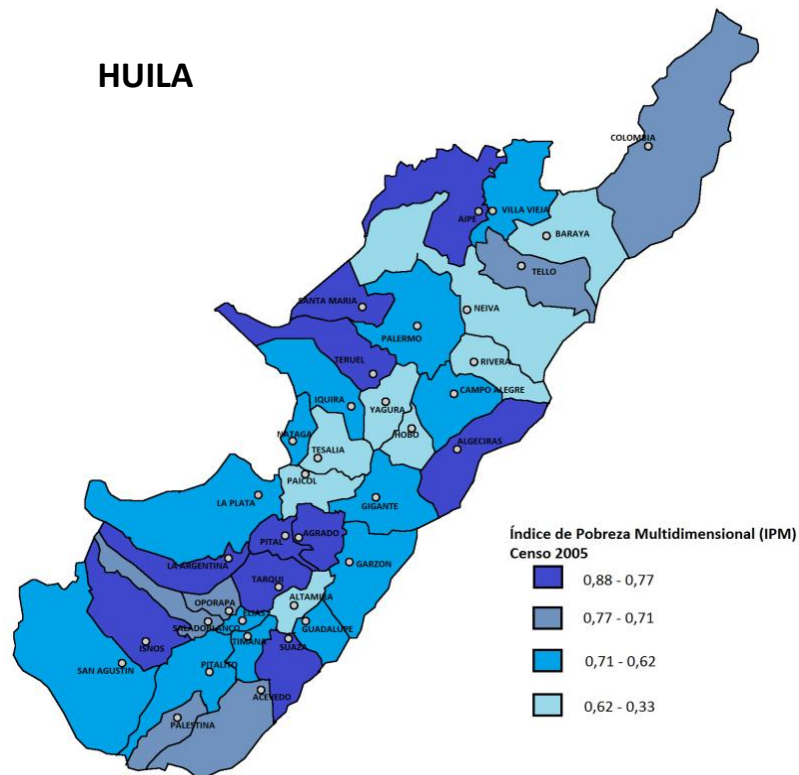 HUILA
COLOMBIA
AIPE
VILLA VIEJA
BARAYA
TELLO
SANTA MARIA
NEIVA
PALERMO
TERUEL
RIVERA
CAMPO ALEGRE
IQUIRA
YAGURA
HOBO
NATAGA
ALGECIRAS
TESALIA
PAICOL
LA PLATA
GIGANTE
PITAL
AGRADO
LA ARGENTINA
GARZON
TARQUI
OPORAPA
ALTAMIRA
ELIAS
SALADOBLANCO
GUADALUPE
ISNOS
TIMANA
SUAZA
SAN AGUSTIN
PITALITO
ACEVEDO
PALESTINA
Índice de Pobreza Multidimensional (IPM)
Censo 2005
0,88 - 0,77
0,77 - 0,71
0,71 - 0,62
0,62 - 0,33